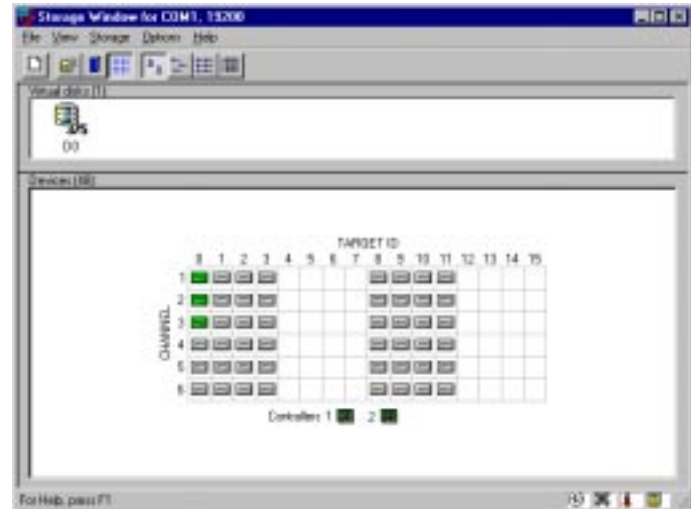 Storage Window for COM1, 19200
File View Storage Options Help
Virtual disks (1)
D0
Devices (48)
TARGET ID
0 1 2 3 4 5 6 7 8 9 10 11 12 13 14 15
CHANNEL
1
2
3
4
5
6
Controllers 1 2
For Help, press F1